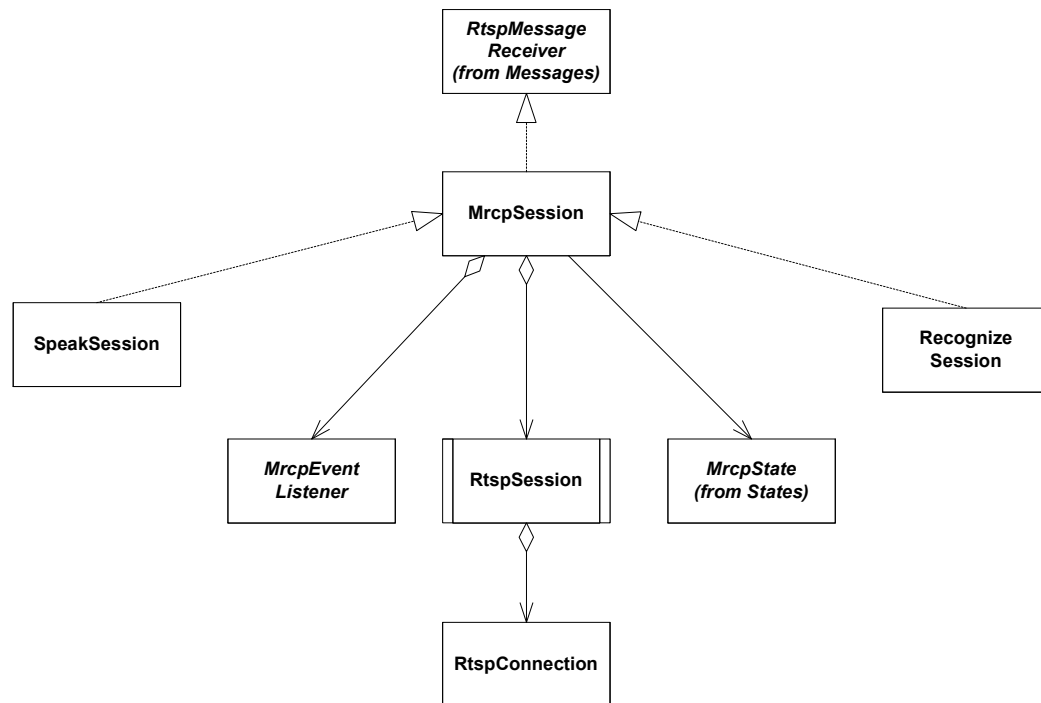 RtspMessage
Receiver
(from Messages)
MrcpSession
SpeakSession
Recognize
Session
MrcpEvent
Listener
RtspSession
MrcpState
(from States)
RtspConnection